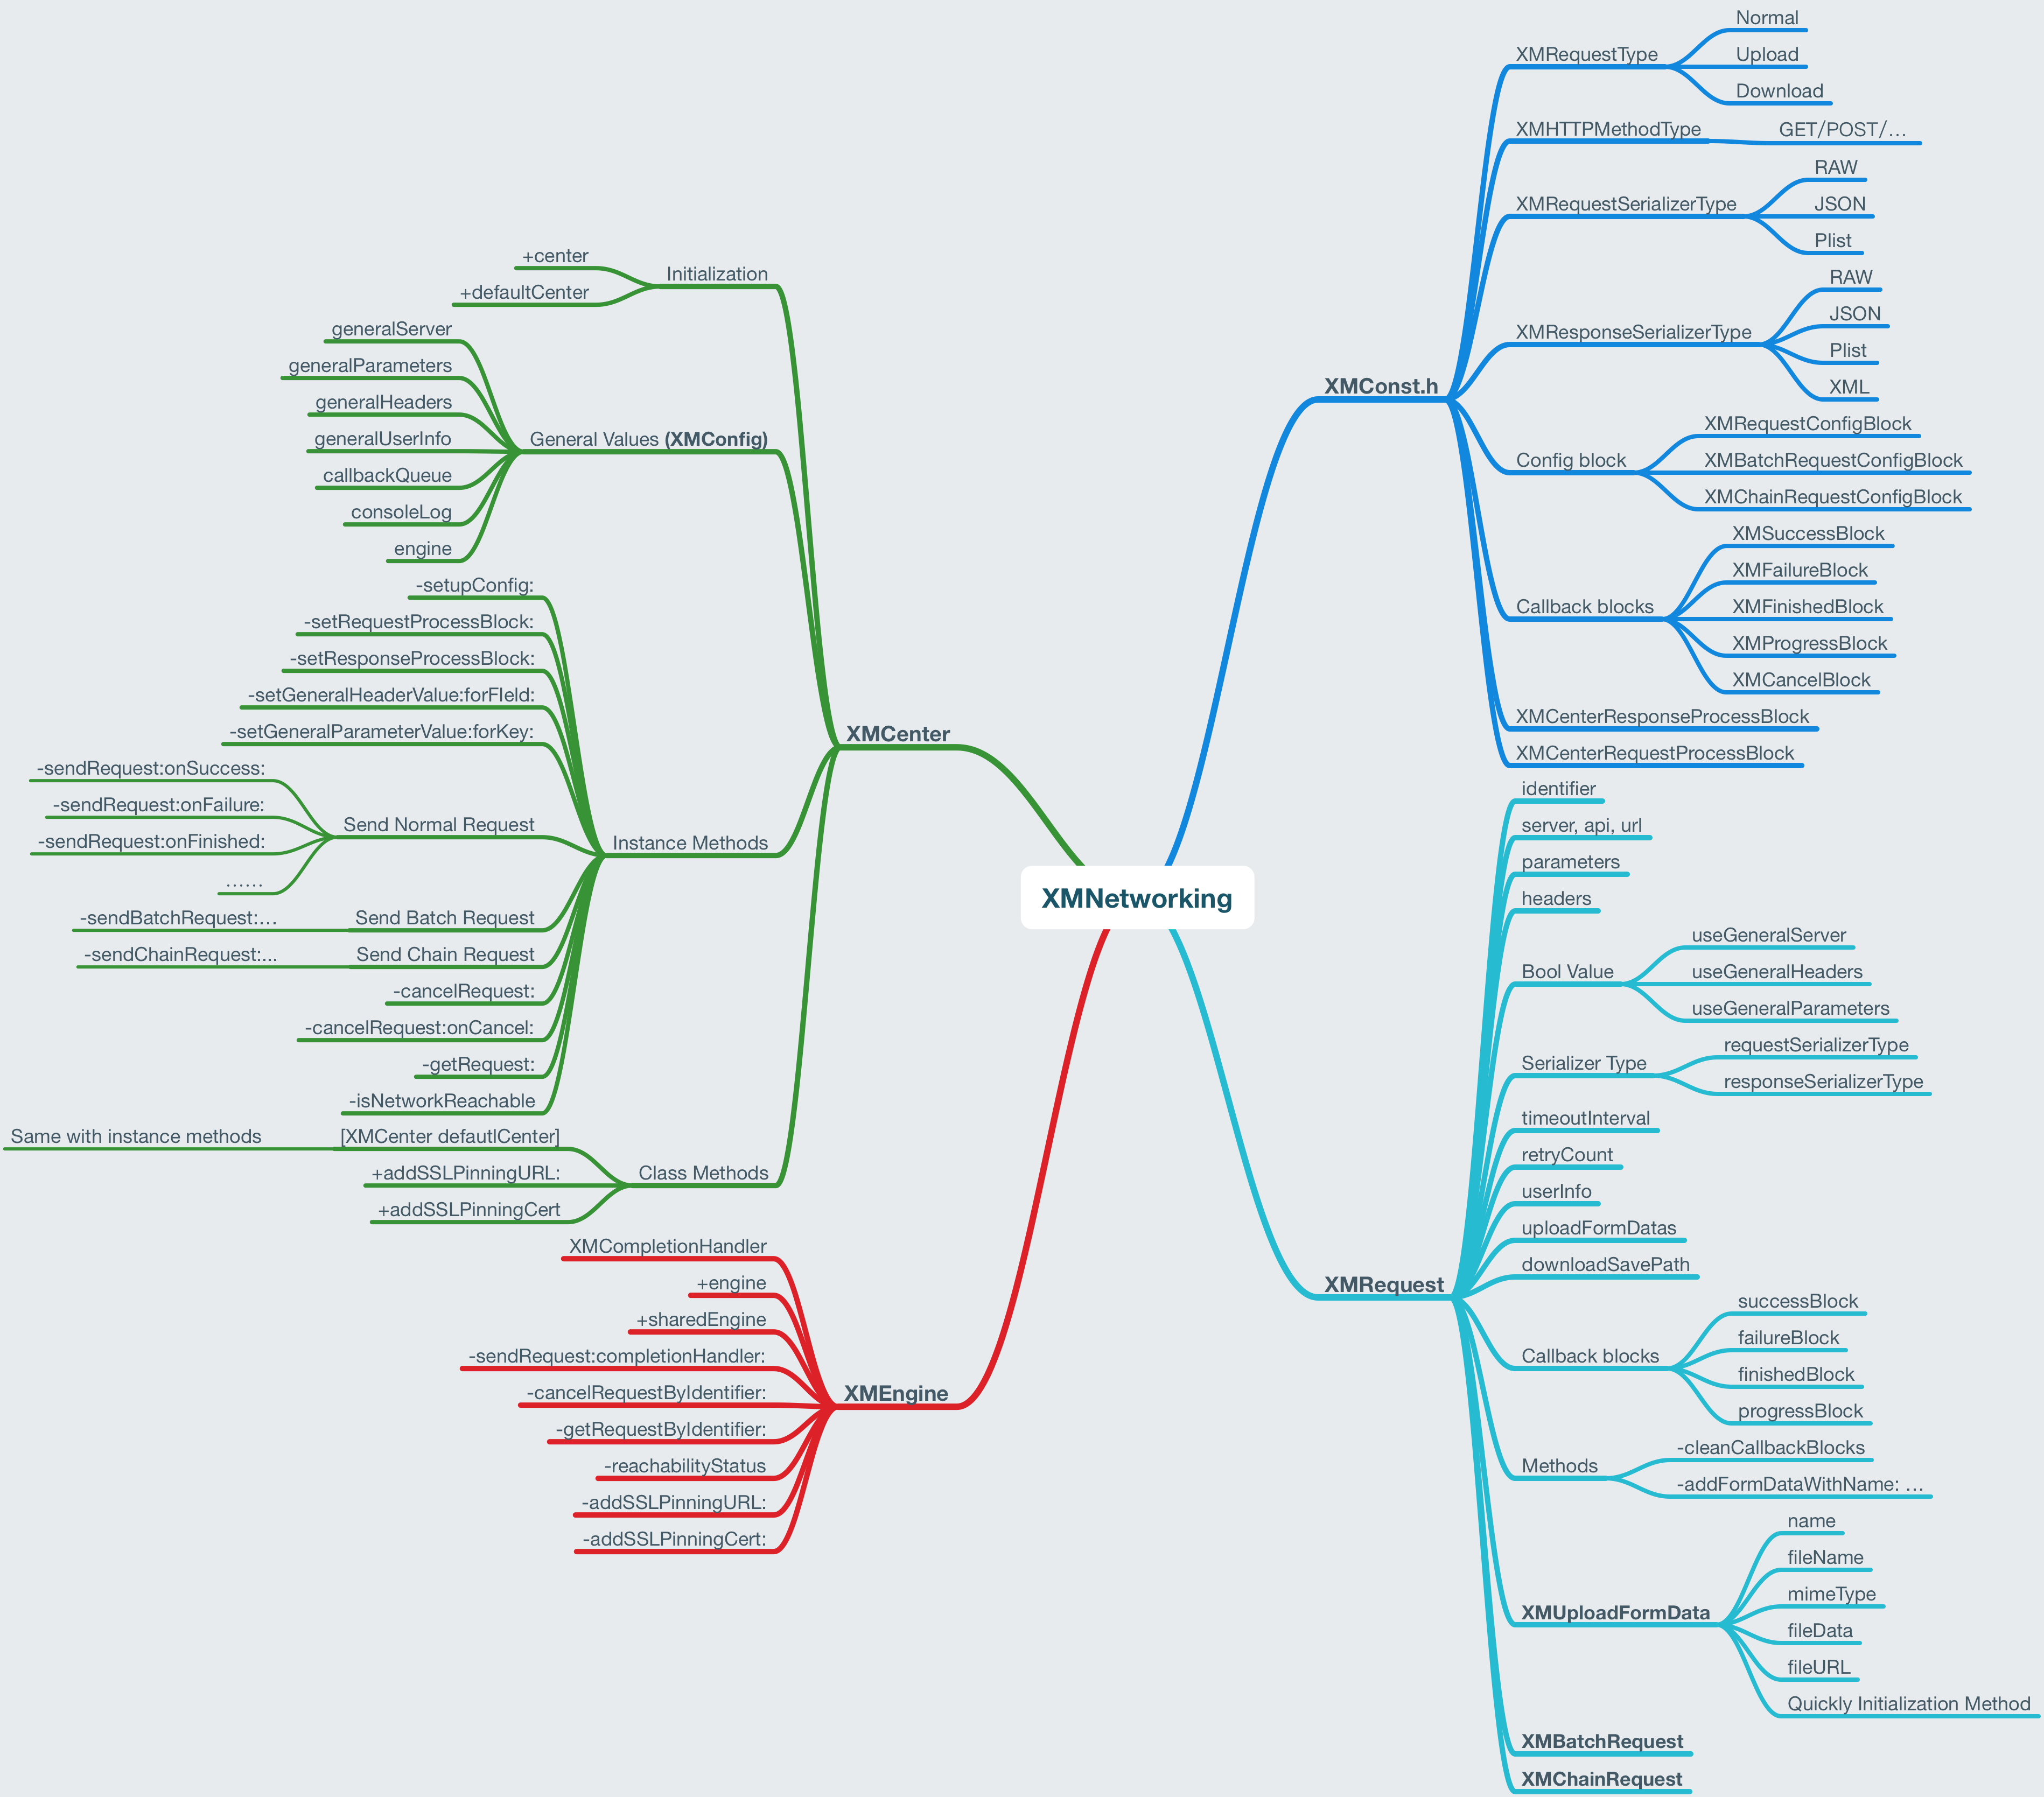 XMNetworking
XMCenter
Initialization
+center
+defaultCenter
General Values (XMConfig)
generalServer
generalParameters
generalHeaders
generalUserInfo
callbackQueue
consoleLog
engine
Instance Methods
-setupConfig:
-setRequestProcessBlock:
-setResponseProcessBlock:
-setGeneralHeaderValue:forFIeld:
-setGeneralParameterValue:forKey:
Send Normal Request
-sendRequest:onSuccess:
-sendRequest:onFailure:
-sendRequest:onFinished:
……
Send Batch Request
-sendBatchRequest:…
Send Chain Request
-sendChainRequest:...
-cancelRequest:
-cancelRequest:onCancel:
-getRequest:
-isNetworkReachable
Class Methods
[XMCenter defautlCenter]
Same with instance methods
+addSSLPinningURL:
+addSSLPinningCert
XMEngine
XMCompletionHandler
+engine
+sharedEngine
-sendRequest:completionHandler:
-cancelRequestByIdentifier:
-getRequestByIdentifier:
-reachabilityStatus
-addSSLPinningURL:
-addSSLPinningCert:
XMConst.h
XMRequestType
Normal
Upload
Download
XMHTTPMethodType
GET/POST/…
XMRequestSerializerType
RAW
JSON
Plist
XMResponseSerializerType
RAW
JSON
Plist
XML
Config block
XMRequestConfigBlock
XMBatchRequestConfigBlock
XMChainRequestConfigBlock
Callback blocks
XMSuccessBlock
XMFailureBlock
XMFinishedBlock
XMProgressBlock
XMCancelBlock
XMCenterResponseProcessBlock
XMCenterRequestProcessBlock
XMRequest
identifier
server, api, url
parameters
headers
Bool Value
useGeneralServer
useGeneralHeaders
useGeneralParameters
Serializer Type
requestSerializerType
responseSerializerType
timeoutInterval
retryCount
userInfo
uploadFormDatas
downloadSavePath
Callback blocks
successBlock
failureBlock
finishedBlock
progressBlock
Methods
-cleanCallbackBlocks
-addFormDataWithName: …
XMUploadFormData
name
fileName
mimeType
fileData
fileURL
Quickly Initialization Method
XMBatchRequest
XMChainRequest